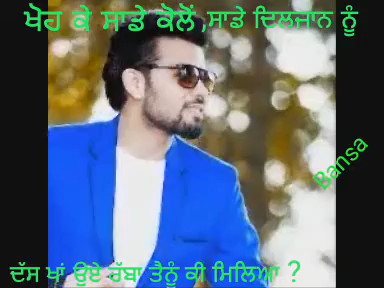 ਖੋਹ ਕੇ ਸਾਡੇ ਕੋਲੋਂ ,ਸਾਡੇ ਦਿਲਜਾਨ ਨੂੰ
Bansa
ਦੱਸ ਖਾਂ ਉਏ ਰੱਬਾ ਤੈਨੂੰ ਕੀ ਮਿਲਿਆ ?